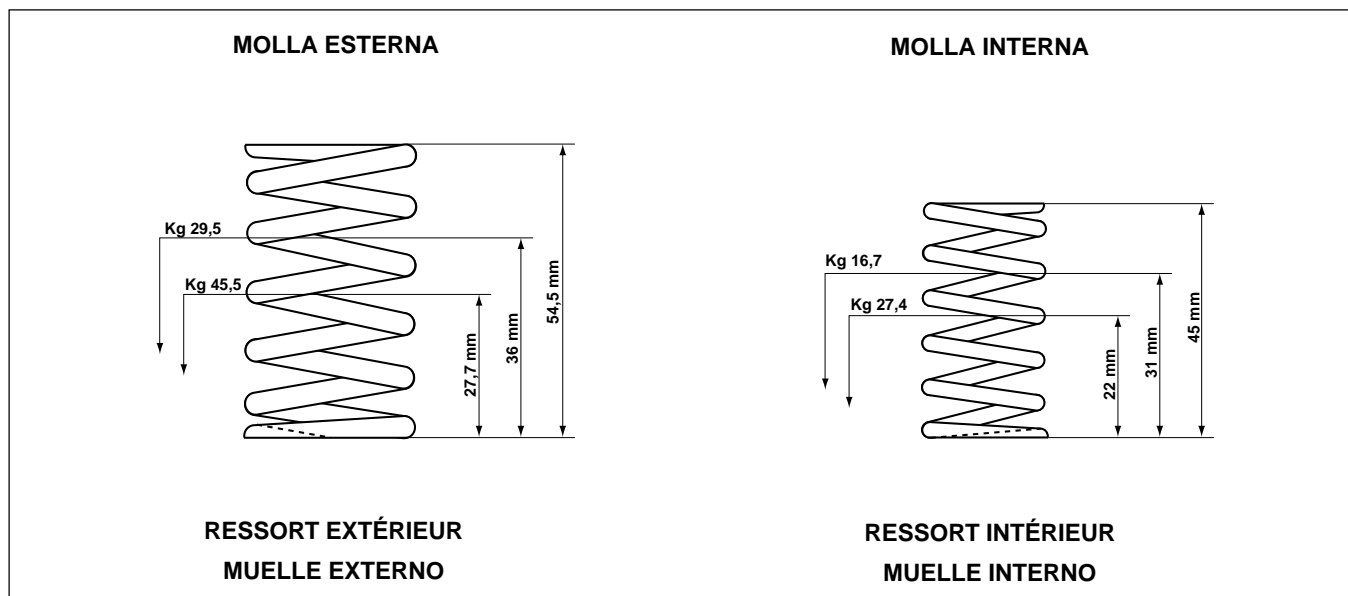 MOLLA ESTERNA
Kg 29,5
Kg 45,5
27,7 mm
36 mm
54,5 mm
RESSORT EXTÉRIEUR
MUELLE EXTERNO
MOLLA INTERNA
Kg 16,7
Kg 27,4
22 mm
31 mm
45 mm
RESSORT INTÉRIEUR
MUELLE INTERNO